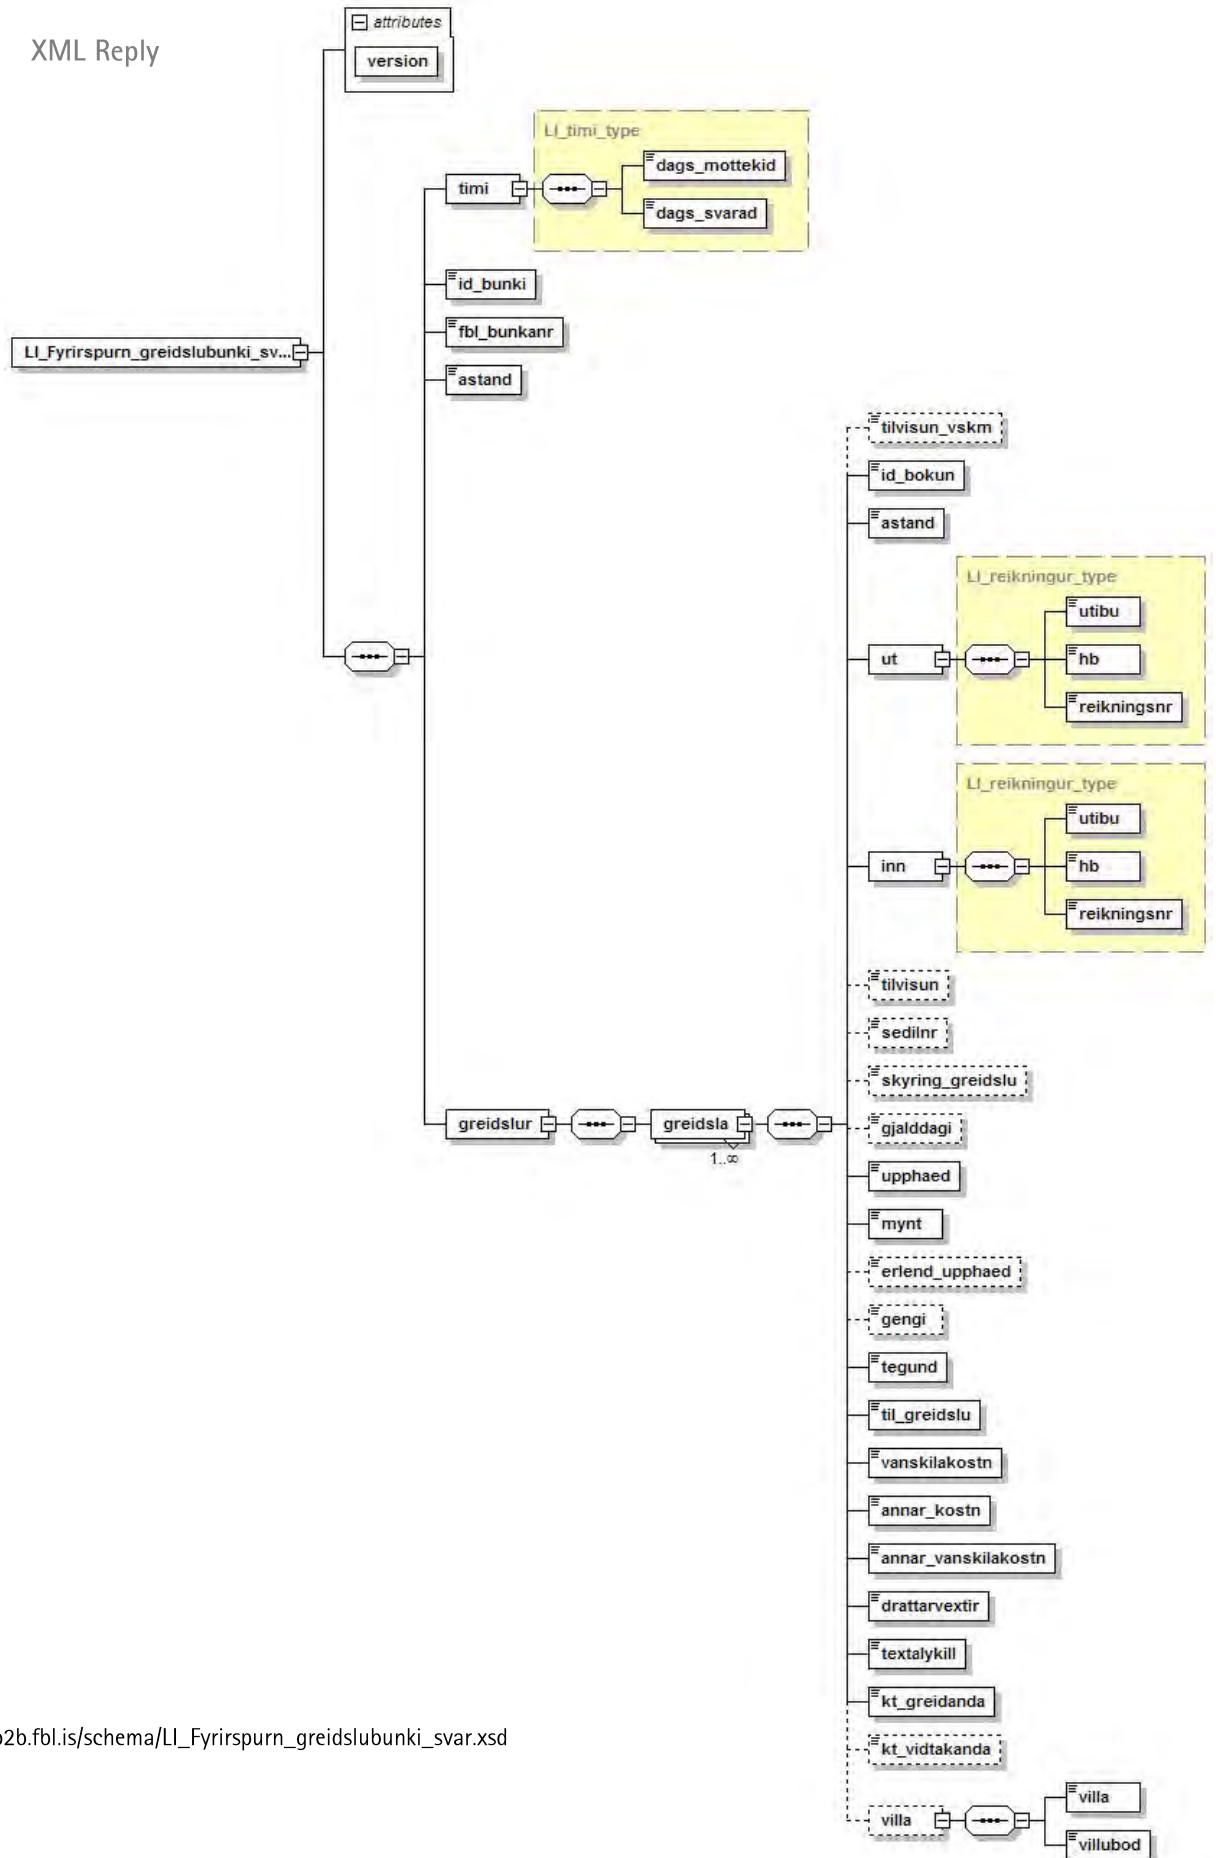 XML Reply
attributes
version
LI_timi_type
timi
dags_mottekid
dags_svarad
id_bunki
fbl_bunkanr
LI_Fyrirspurn_greidslubunki_sv...
astand
tilvisun_vskm
id_bokun
astand
LI_reikningur_type
utibu
ut
hb
reikningsnr
LI_reikningur_type
utibu
inn
hb
reikningsnr
tilvisun
sedilnr
skyring_greidslu
greidslur
greidsla
1..∞
gjalddagi
upphaed
mynt
erlend_upphaed
gengi
tegund
til_greidslu
vanskilakostn
annar_kostn
annar_vanskilakostn
drattarvextir
textalykill
kt_greidanda
b2b.fbl.is/schema/LI_Fyrirspurn_greidslubunki_svar.xsd
kt_vidtakanda
villa
villa
villubod